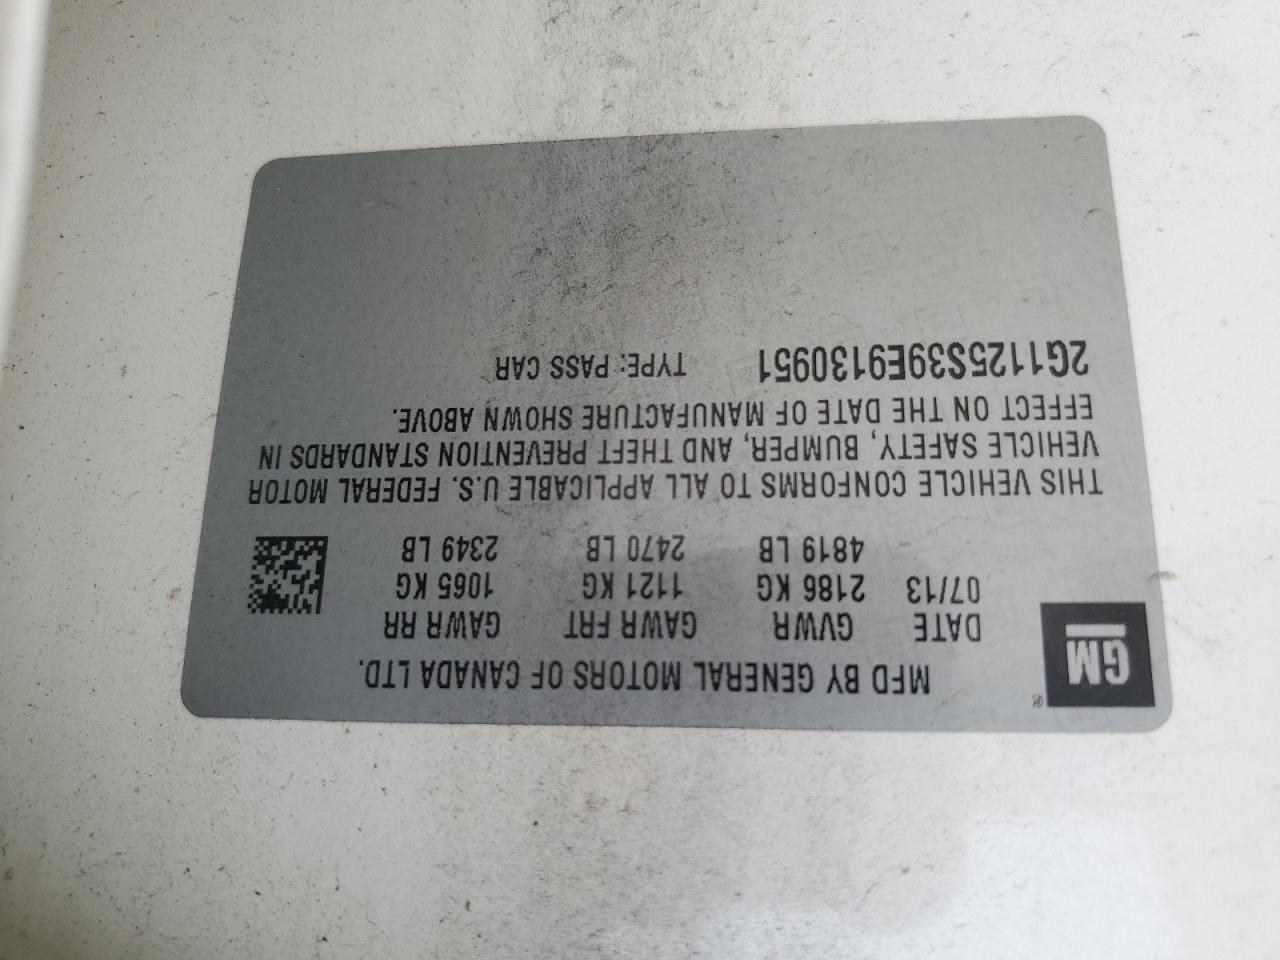 GM ®
MFD BY GENERAL MOTORS OF CANADA LTD.
DATE GVWR GAWR FRT GAWR RR
07/13 2186 KG 1121 KG 1065 KG
4819 LB 2470 LB 2349 LB
THIS VEHICLE CONFORMS TO ALL APPLICABLE U.S. FEDERAL MOTOR
VEHICLE SAFETY, BUMPER, AND THEFT PREVENTION STANDARDS IN
EFFECT ON THE DATE OF MANUFACTURE SHOWN ABOVE.
2G1125S39E9130951 TYPE: PASS CAR